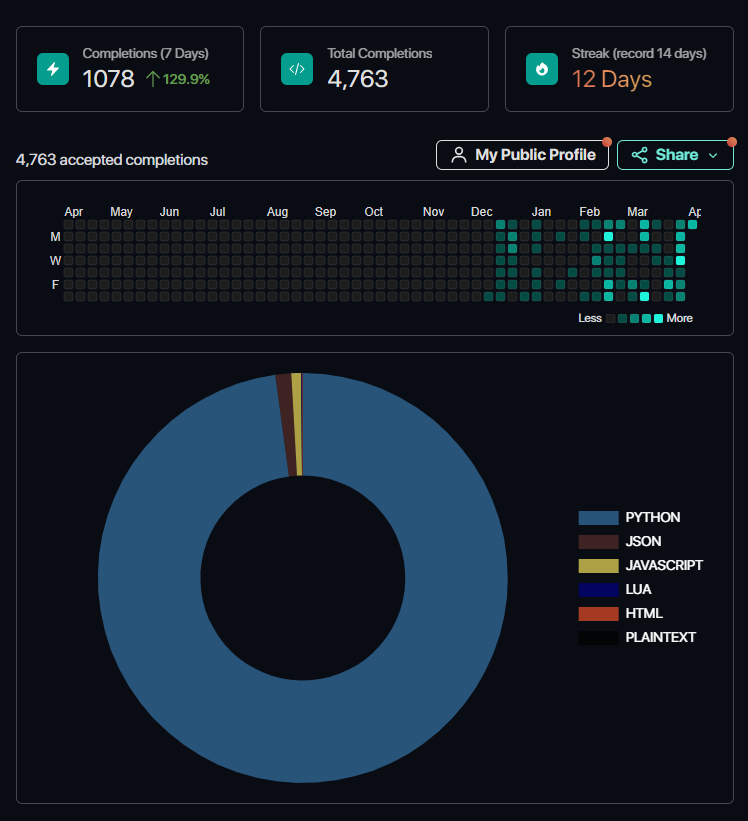 Completions (7 Days)
1078 ↑129.9%
Total Completions
4,763
Streak (record 14 days)
12 Days
4,763 accepted completions
My Public Profile
Share
Apr May Jun Jul Aug Sep Oct Nov Dec Jan Feb Mar Ap
M
W
F
Less More
PYTHON
JSON
JAVASCRIPT
LUA
HTML
PLAINTEXT